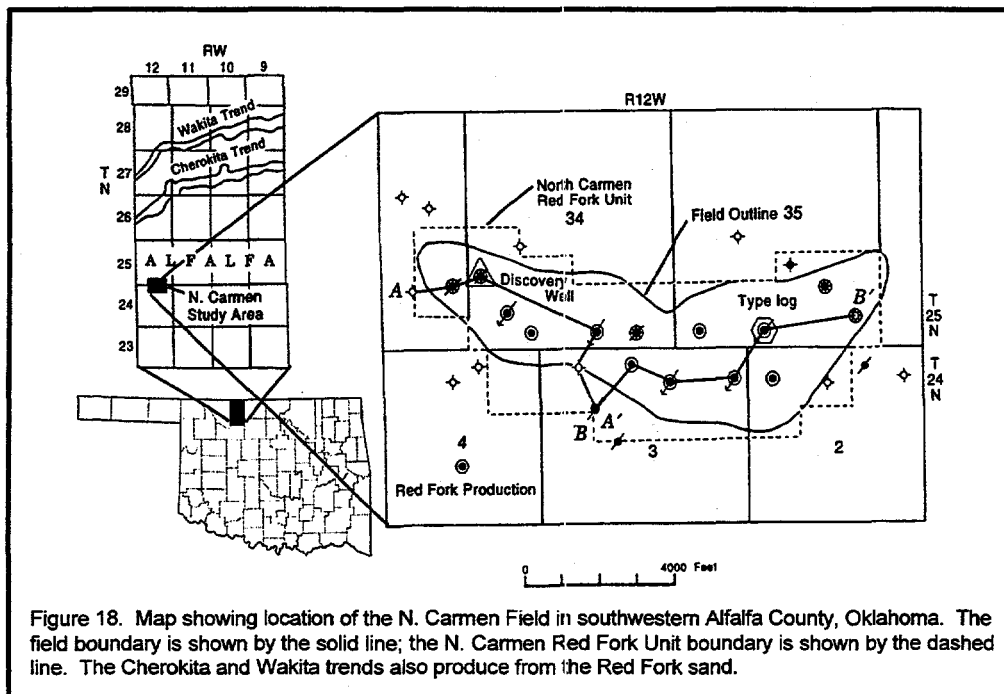 RW
12 11 10 9
29
28
27
26
25
24
23
T
N
Wakita Trend
Cherokita Trend
A L F A L F A
N. Carmen
Study Area
R12W
North Carmen
Red Fork Unit
34
Field Outline 35
A
Discovery
Well
Type log
B'
T
25
N
T
24
N
B A'
4
3
2
Red Fork Production
0 4000 Feet
Figure 18. Map showing location of the N. Carmen Field in southwestern Alfalfa County, Oklahoma. The
field boundary is shown by the solid line; the N. Carmen Red Fork Unit boundary is shown by the dashed
line. The Cherokita and Wakita trends also produce from the Red Fork sand.